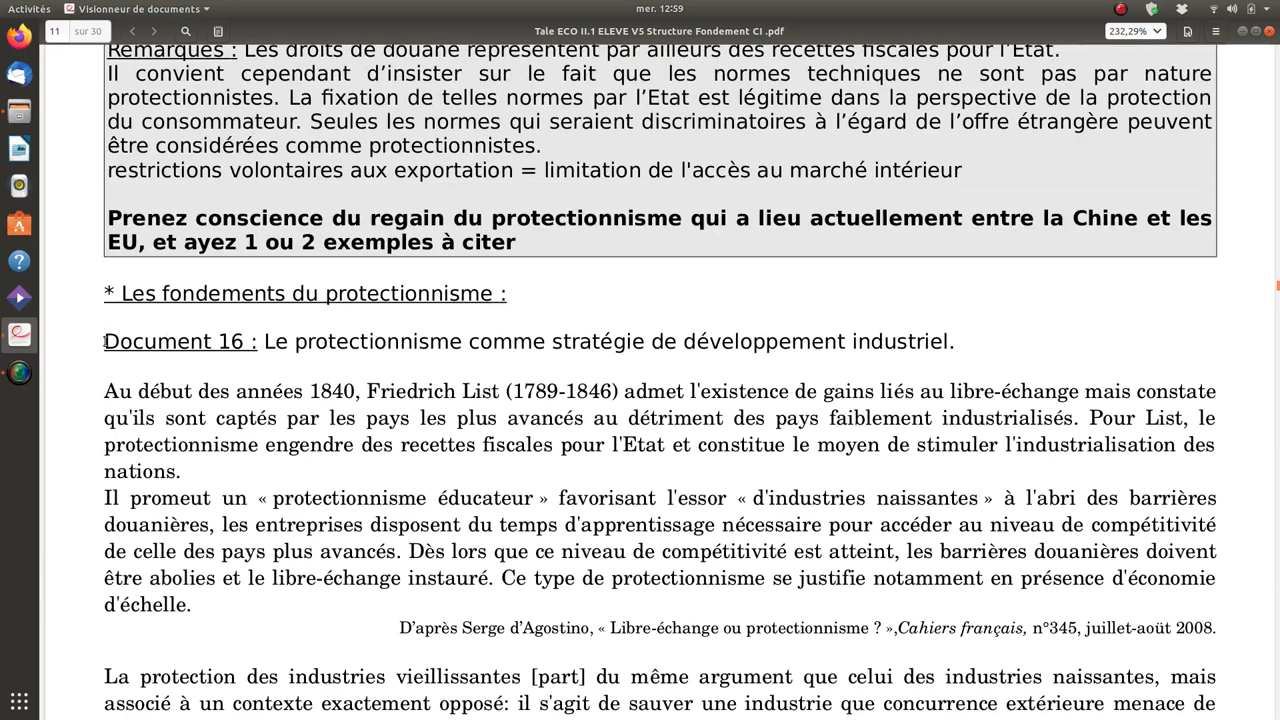 Activités
Visionneur de documents
mer. 12:59
11
sur 30
Tale ECO II.1 ELEVE V5 Structure Fondement CI .pdf
232,29%
Remarques : Les droits de douane représentent par ailleurs des recettes fiscales pour l'Etat.
Il convient cependant d’insister sur le fait que les normes techniques ne sont pas par nature
protectionnistes. La fixation de telles normes par l’Etat est légitime dans la perspective de la protection
du consommateur. Seules les normes qui seraient discriminatoires à l’égard de l’offre étrangère peuvent
être considérées comme protectionnistes.
restrictions volontaires aux exportation = limitation de l'accès au marché intérieur
Prenez conscience du regain du protectionnisme qui a lieu actuellement entre la Chine et les
EU, et ayez 1 ou 2 exemples à citer
* Les fondements du protectionnisme :
Document 16 : Le protectionnisme comme stratégie de développement industriel.
Au début des années 1840, Friedrich List (1789-1846) admet l'existence de gains liés au libre-échange mais constate
qu'ils sont captés par les pays les plus avancés au détriment des pays faiblement industrialisés. Pour List, le
protectionnisme engendre des recettes fiscales pour l'Etat et constitue le moyen de stimuler l'industrialisation des
nations.
Il promeut un « protectionnisme éducateur » favorisant l'essor « d'industries naissantes » à l'abri des barrières
douanières, les entreprises disposent du temps d'apprentissage nécessaire pour accéder au niveau de compétitivité
de celle des pays plus avancés. Dès lors que ce niveau de compétitivité est atteint, les barrières douanières doivent
être abolies et le libre-échange instauré. Ce type de protectionnisme se justifie notamment en présence d'économie
d'échelle.
D’après Serge d’Agostino, « Libre-échange ou protectionnisme ? »,Cahiers français, n°345, juillet-aoüt 2008.
La protection des industries vieillissantes [part] du même argument que celui des industries naissantes, mais
associé à un contexte exactement opposé: il s'agit de sauver une industrie que concurrence extérieure menace de